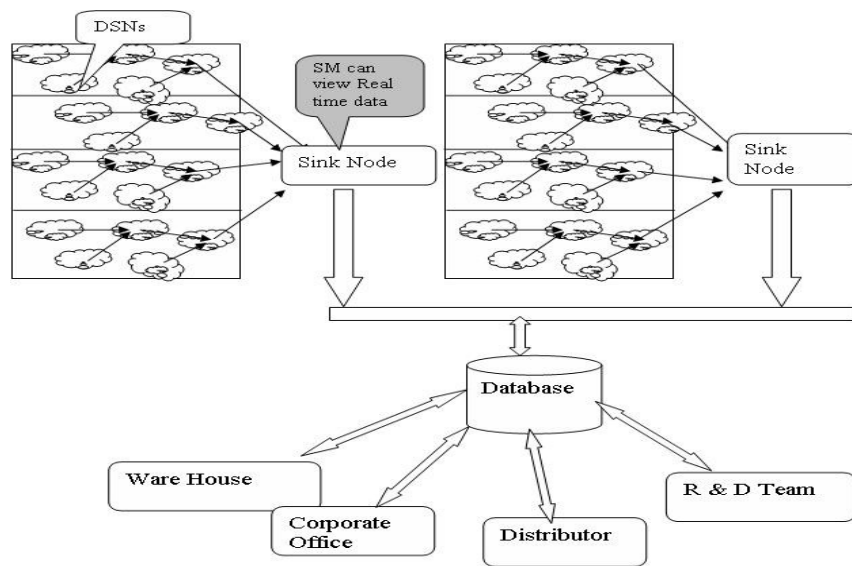 DSNs
SM can
view Real
time data
Sink Node
Sink
Node
Database
Ware House
Corporate
Office
Distributor
R & D Team